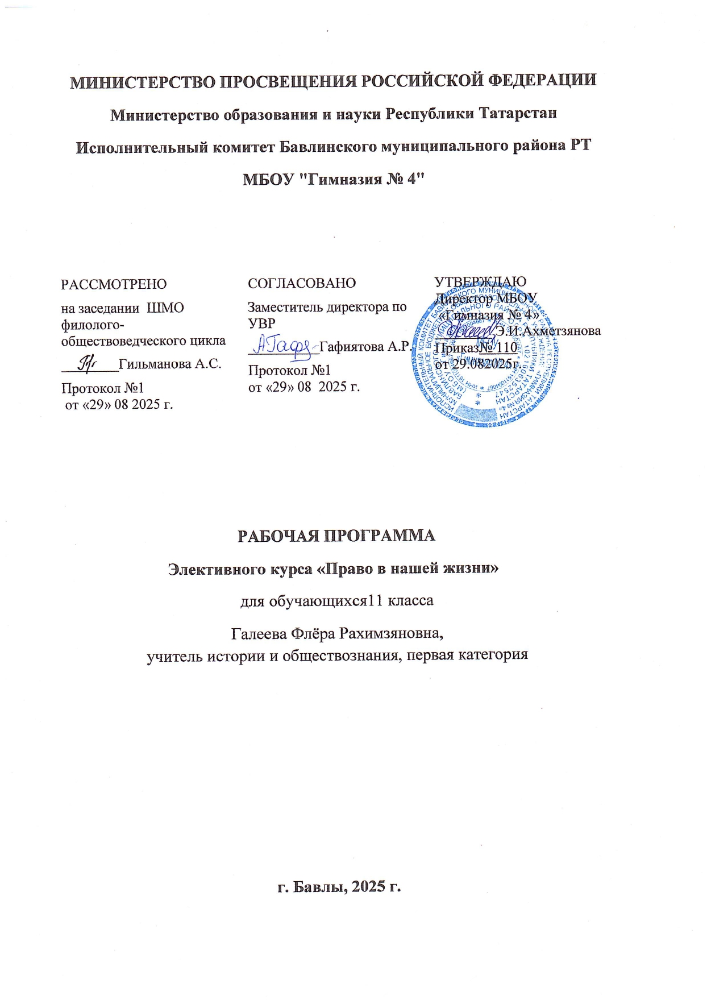 МИНИСТЕРСТВО ПРОСВЕЩЕНИЯ РОССИЙСКОЙ ФЕДЕРАЦИИ
Министерство образования и науки Республики Татарстан
Исполнительный комитет Бавлинского муниципального района РТ
МБОУ "Гимназия № 4"
РАССМОТРЕНО
на заседании ШМО
филолого-
обществоведческого цикла
________Гильманова А.С.
Протокол №1
от «29» 08 2025 г.
СОГЛАСОВАНО
Заместитель директора по
УВР
__________Гафиятова А.Р.
Протокол №1
от «29» 08 2025 г.
УТВЕРЖДАЮ
Директор МБОУ
«Гимназия № 4»
________Э.И.Ахметзянова
Приказ№ 110
от 29.082025г.
РАБОЧАЯ ПРОГРАММА
Элективного курса «Право в нашей жизни»
для обучающихся11 класса
Галеева Флёра Рахимзяновна,
учитель истории и обществознания, первая категория
г. Бавлы, 2025 г.